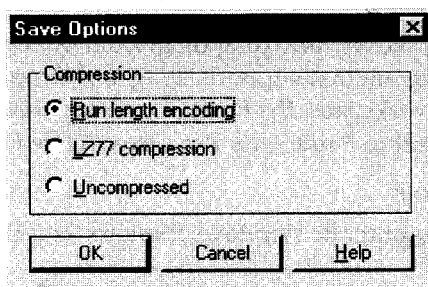 Save Options
Compression
Run length encoding
LZ77 compression
Uncompressed
OK Cancel Help